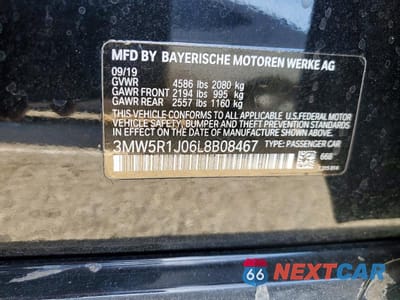 MFD BY BAYERISCHE MOTOREN WERKE AG
09/19
GVWR 4586 lbs 2080 kg
GAWR FRONT 2194 lbs 995 kg
GAWR REAR 2557 lbs 1160 kg
THIS VEHICLE CONFORMS TO ALL APPLICABLE
U.S. FEDERAL MOTOR VEHICLE SAFETY, BUMPER AND
THEFT PREVENTION STANDARDS IN EFFECT ON
THE DATE OF MANUFACTURE SHOWN ABOVE.
3MW5R1J06L8B08467 TYPE: PASSENGER CAR
668
66 NEXTCAR